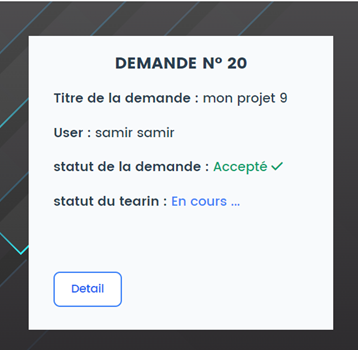 DEMANDE N° 20
Titre de la demande : mon projet 9
User : samir samir
statut de la demande : Accepté
statut du tearin : En cours ...
Detail